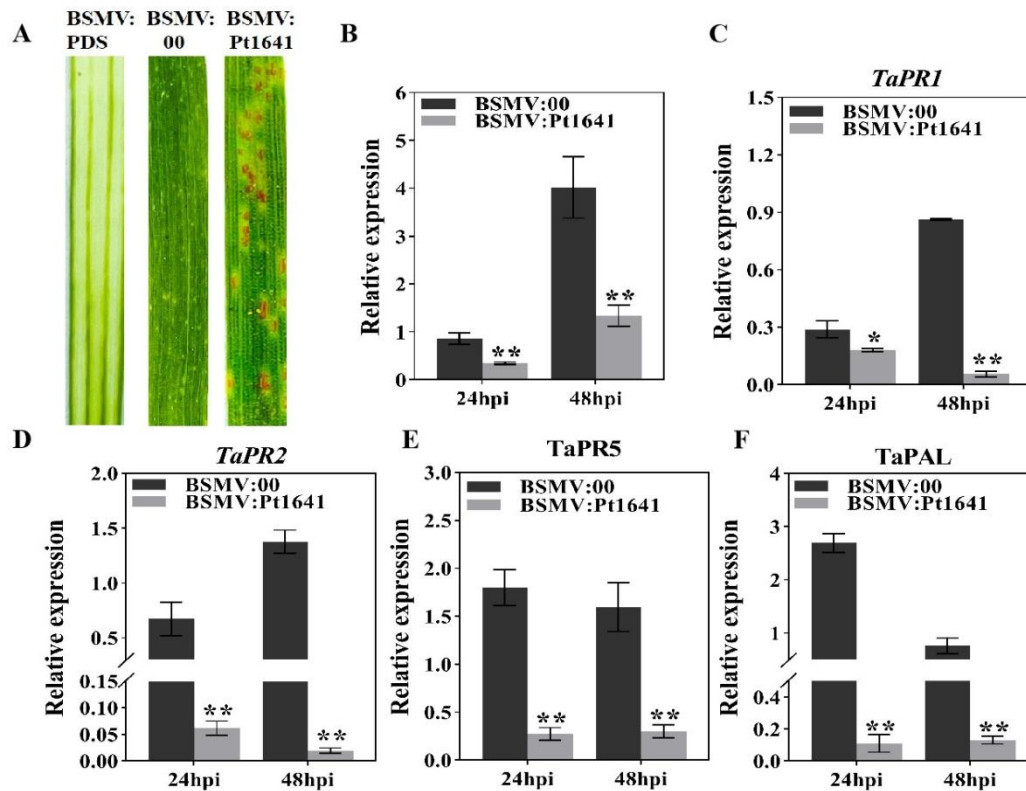 A
BSMV: BSMV: BSMV:
PDS 00 Pt1641
B
BSMV:00
BSMV:Pt1641
Relative expression
6
5
4
3
2
1
0
**
**
24hpi 48hpi
C
TaPR1
BSMV:00
BSMV:Pt1641
Relative expression
1.5
1.2
0.9
0.6
0.3
0.0
*
**
24hpi 48hpi
D
TaPR2
BSMV:00
BSMV:Pt1641
Relative expression
2.0
1.5
1.0
0.5
0.15
0.10
0.05
0.00
**
**
24hpi 48hpi
E
TaPR5
BSMV:00
BSMV:Pt1641
Relative expression
3.0
2.5
2.0
1.5
1.0
0.5
0.0
**
**
24hpi 48hpi
F
TaPAL
BSMV:00
BSMV:Pt1641
Relative expression
4
3
2
1
0.4
0.2
0.0
**
**
24hpi 48hpi